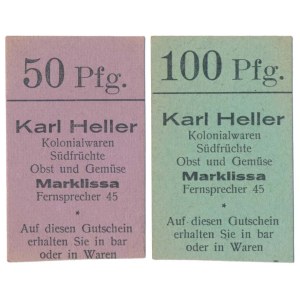 50 Pfg.
Karl Heller
Kolonialwaren
Südfrüchte
Obst und Gemüse
Marklissa
Fernsprecher 45
*
Auf diesen Gutschein
erhalten Sie in bar
oder in Waren
100 Pfg.
Karl Heller
Kolonialwaren
Südfrüchte
Obst und Gemüse
Marklissa
Fernsprecher 45
*
Auf diesen Gutschein
erhalten Sie in bar
oder in Waren